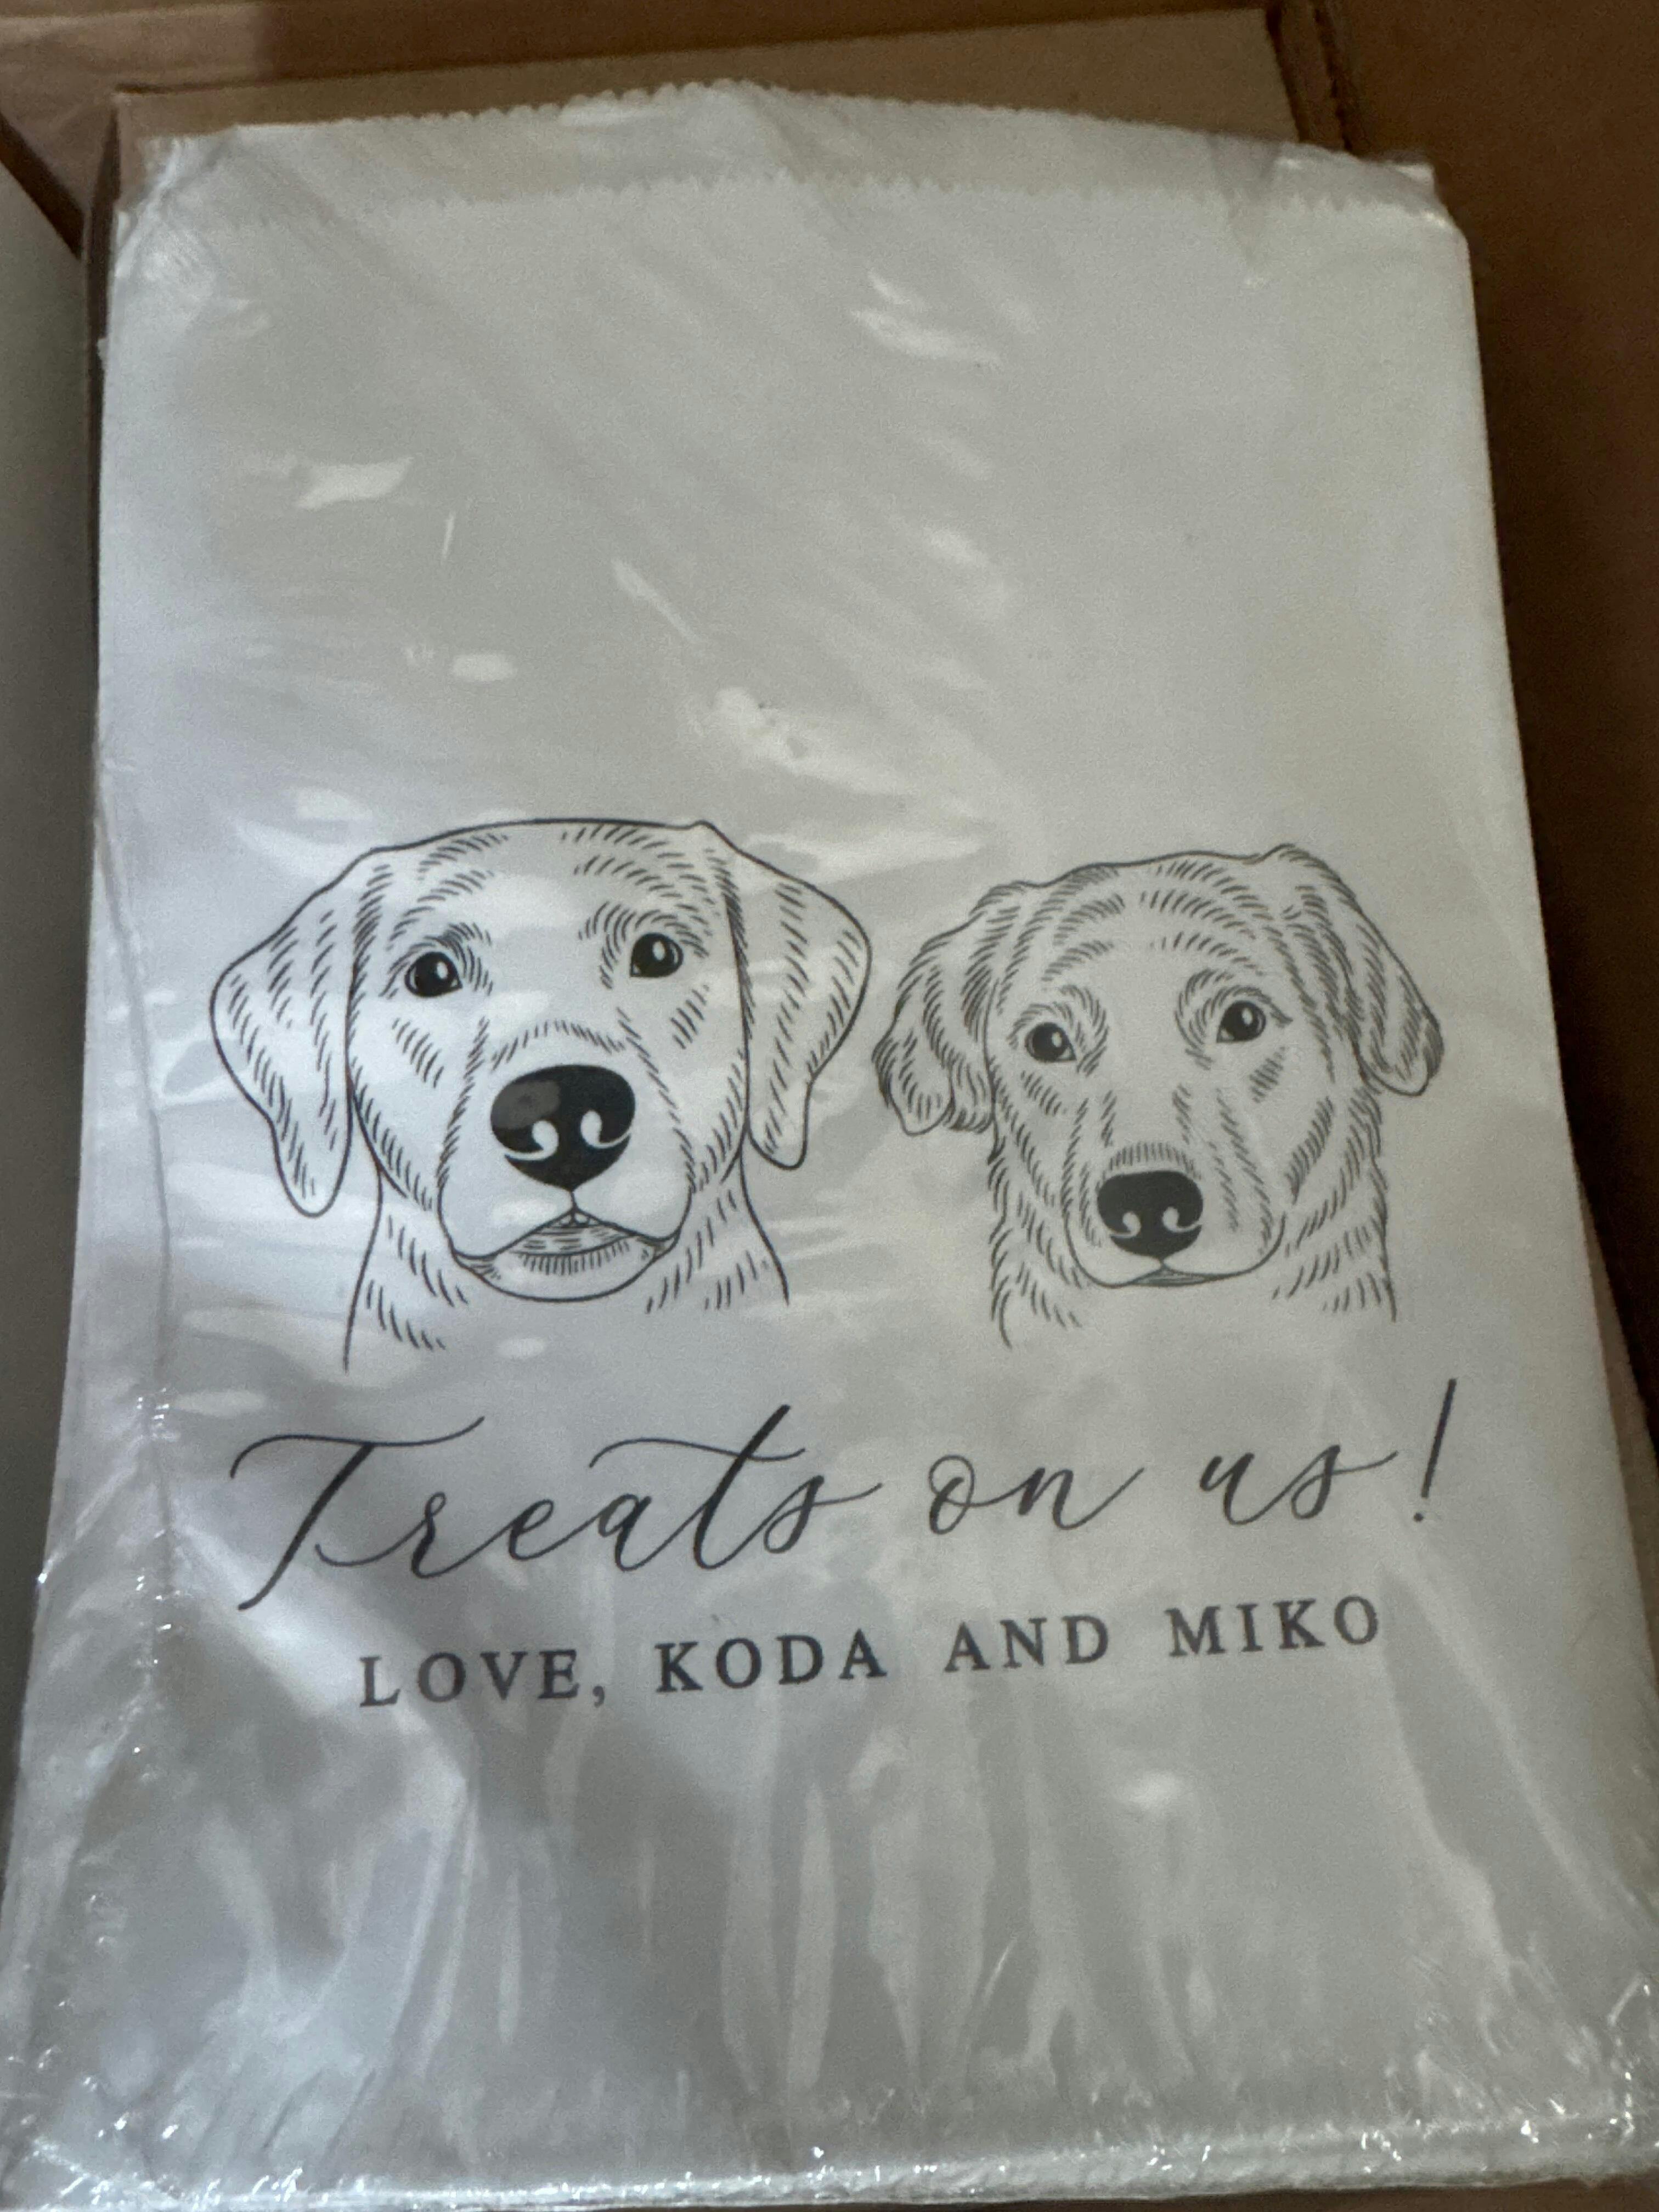 Treats on us!
LOVE, KODA AND MIKO